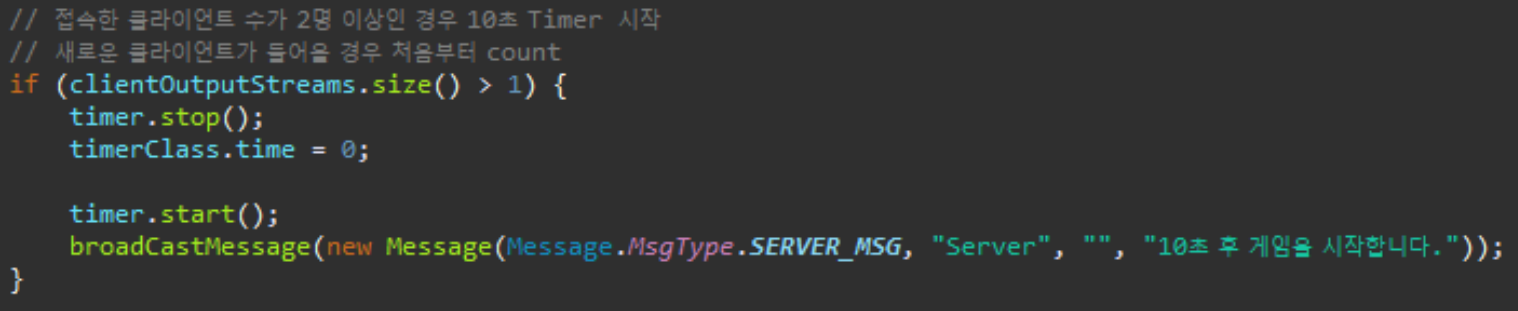 // 접속한 클라이언트 수가 2명 이상인 경우 10초 Timer 시작
// 새로운 클라이언트가 들어올 경우 처음부터 count
if (clientOutputStreams.size() > 1) {
    timer.stop();
    timerClass.time = 0;

    timer.start();
    broadCastMessage(new Message(Message.MsgType.SERVER_MSG, "Server", "", "10초 후 게임을 시작합니다."));
}